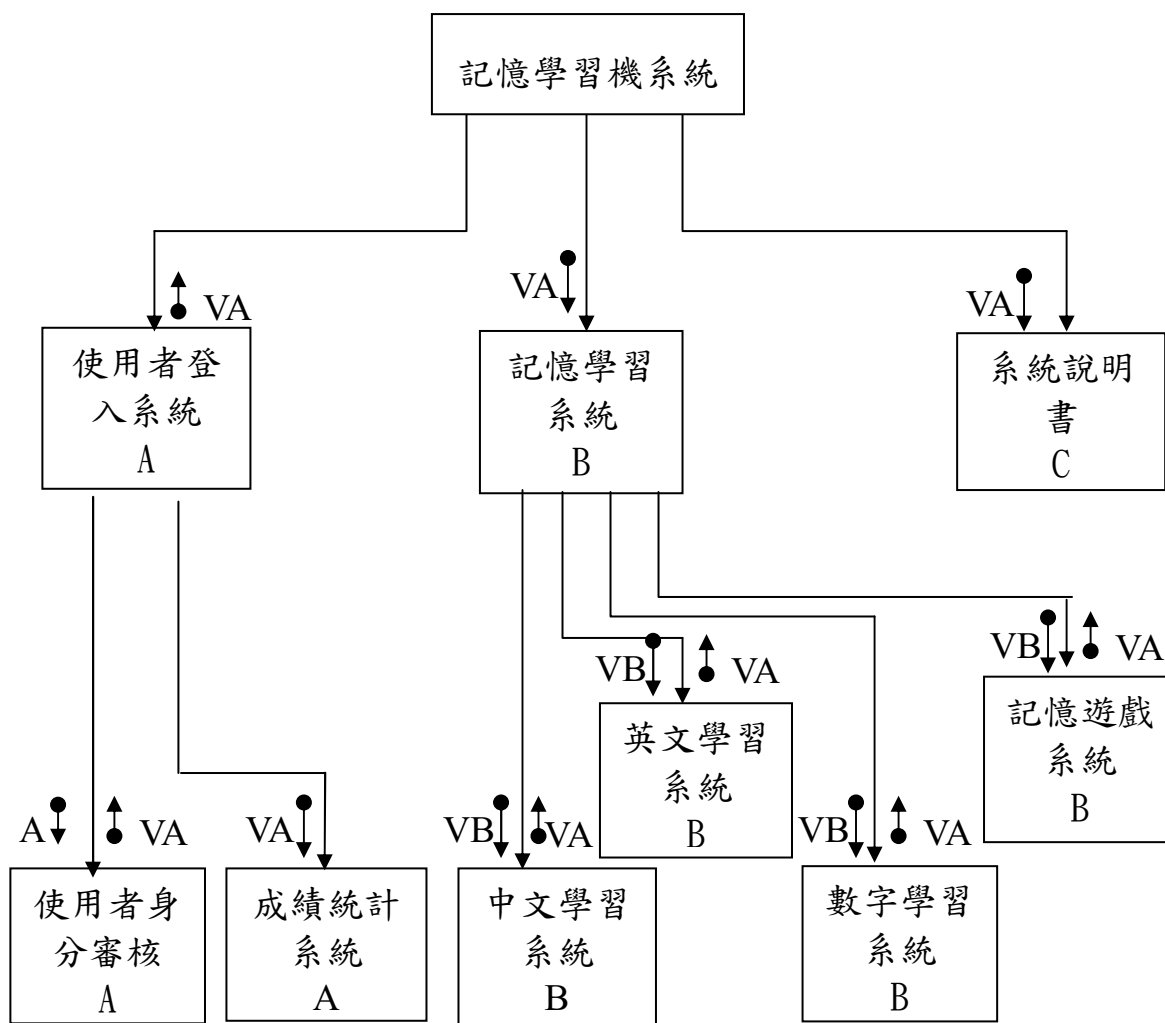 記憶學習機系統
VA
VA
VA
使用者登
入系統
A
記憶學習
系統
B
系統說明
書
C
VB
VA
VB
VA
英文學習
系統
B
記憶遊戲
系統
B
A
VA
VA
VB
VA
VB
VA
使用者身
分審核
A
成績統計
系統
A
中文學習
系統
B
數字學習
系統
B